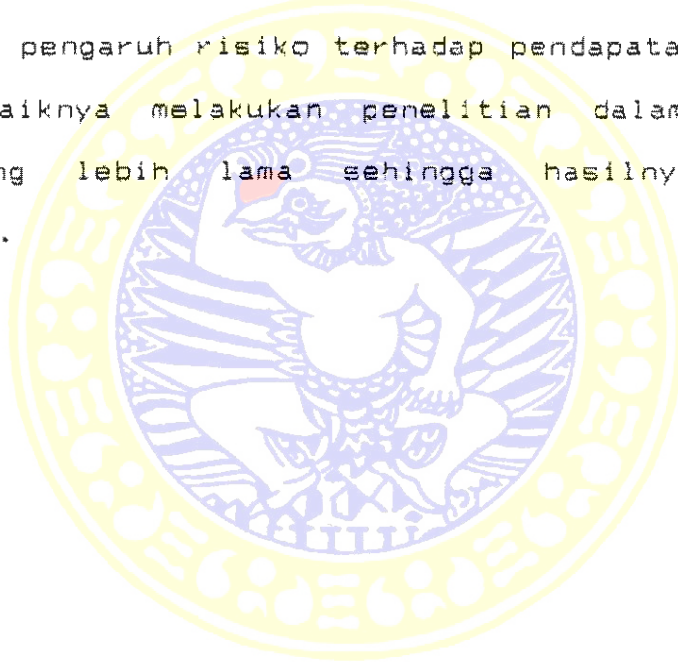 pengaruh risiko terhadap pendapata
aiknya melakukan penelitian dalam
ng lebih lama sehingga hasilny
.